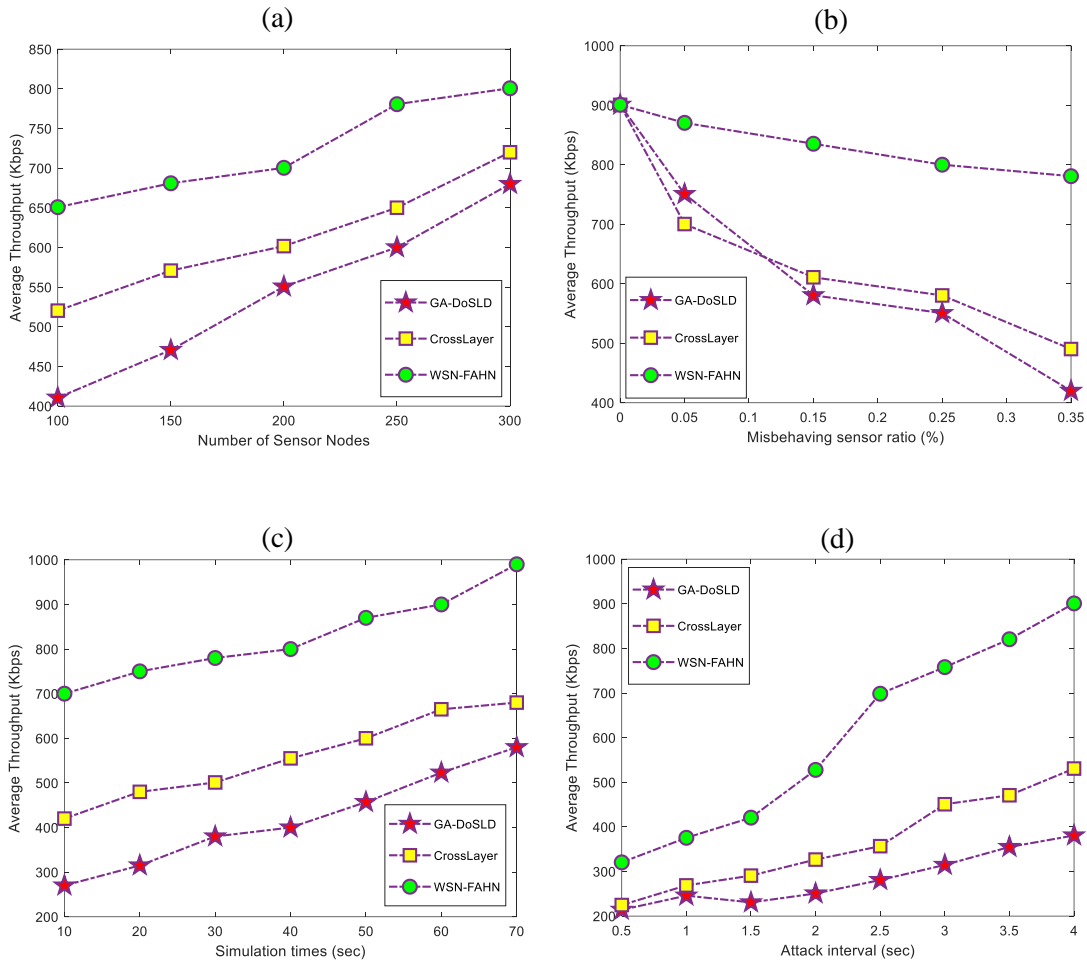 (a)
850
800
750
700
650
600
550
500
450
400
Average Throughput (Kbps)
GA-DoSLD
CrossLayer
WSN-FAHN
100 150 200 250 300
Number of Sensor Nodes
(b)
1000
900
800
700
600
500
400
Average Throughput (Kbps)
GA-DoSLD
CrossLayer
WSN-FAHN
0 0.05 0.1 0.15 0.2 0.25 0.3 0.35
Misbehaving sensor ratio (%)
(c)
1000
900
800
700
600
500
400
300
200
Average Throughput (Kbps)
GA-DoSLD
CrossLayer
WSN-FAHN
10 20 30 40 50 60 70
Simulation times (sec)
(d)
1000
900
800
700
600
500
400
300
200
Average Throughput (Kbps)
GA-DoSLD
CrossLayer
WSN-FAHN
0.5 1 1.5 2 2.5 3 3.5 4
Attack interval (sec)